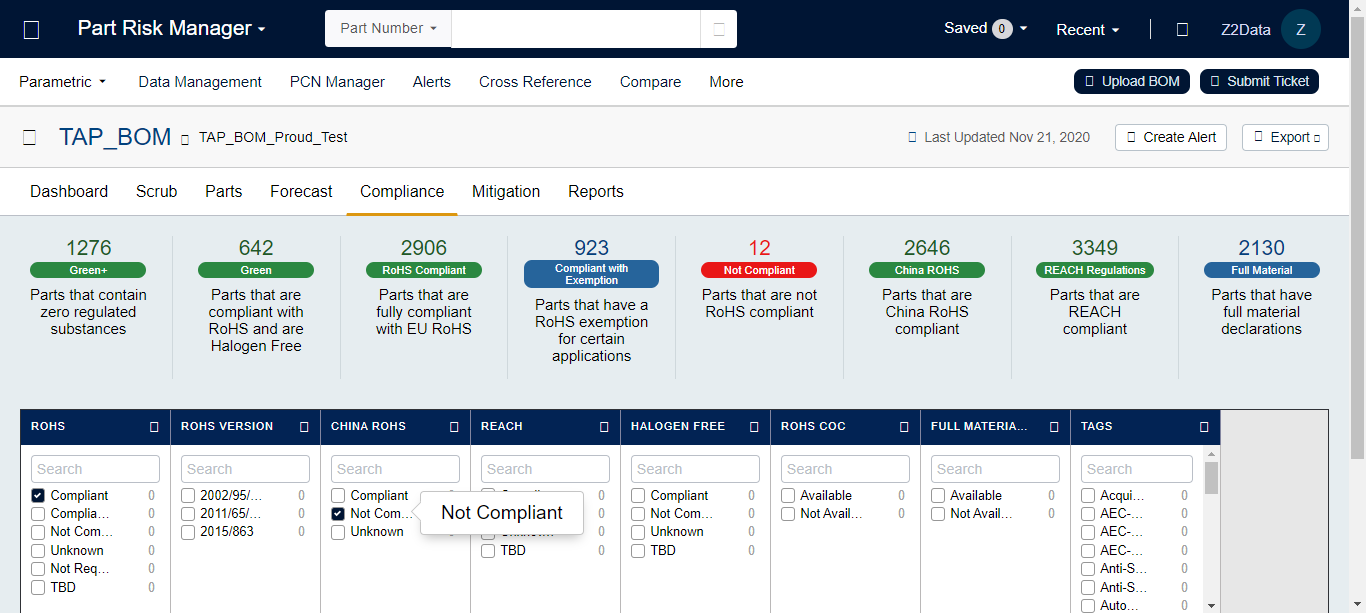 Part Risk Manager
Part Number
Saved 0
Recent
Z2Data
Z
Parametric
Data Management
PCN Manager
Alerts
Cross Reference
Compare
More
Upload BOM
Submit Ticket
TAP_BOM
TAP_BOM_Proud_Test
Last Updated Nov 21, 2020
Create Alert
Export
Dashboard
Scrub
Parts
Forecast
Compliance
Mitigation
Reports
1276
Green+
Parts that contain
zero regulated
substances
642
Green
Parts that are
compliant with
RoHS and are
Halogen Free
2906
RoHS Compliant
Parts that are
fully compliant
with EU RoHS
923
Compliant with
Exemption
Parts that have a
RoHS exemption
for certain
applications
12
Not Compliant
Parts that are not
RoHS compliant
2646
China ROHS
Parts that are
China RoHS
compliant
3349
REACH Regulations
Parts that are
REACH
compliant
2130
Full Material
Parts that have
full material
declarations
ROHS
Search
Compliant 0
Complia... 0
Not Com... 0
Unknown 0
Not Req... 0
TBD 0
ROHS VERSION
Search
2002/95/... 0
2011/65/... 0
2015/863 0
CHINA ROHS
Search
Compliant
Not Com...
Unknown
Not Compliant
REACH
Search
0
0
0
TBD 0
HALOGEN FREE
Search
Compliant 0
Not Com... 0
Unknown 0
TBD 0
ROHS COC
Search
Available 0
Not Avail... 0
FULL MATERIA...
Search
Available 0
Not Avail... 0
TAGS
Search
Acqui... 0
AEC-... 0
AEC-... 0
AEC-... 0
Anti-S... 0
Anti-S... 0
Auto... 0